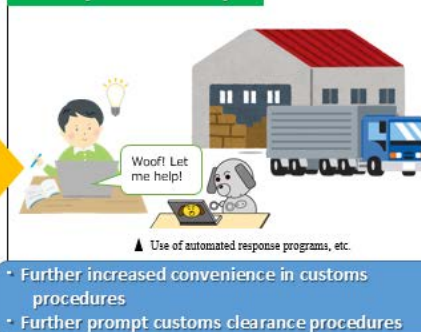 Woof! Let
me help!
▲ Use of automated response programs, etc.
・Further increased convenience in customs
procedures
・Further prompt customs clearance procedures